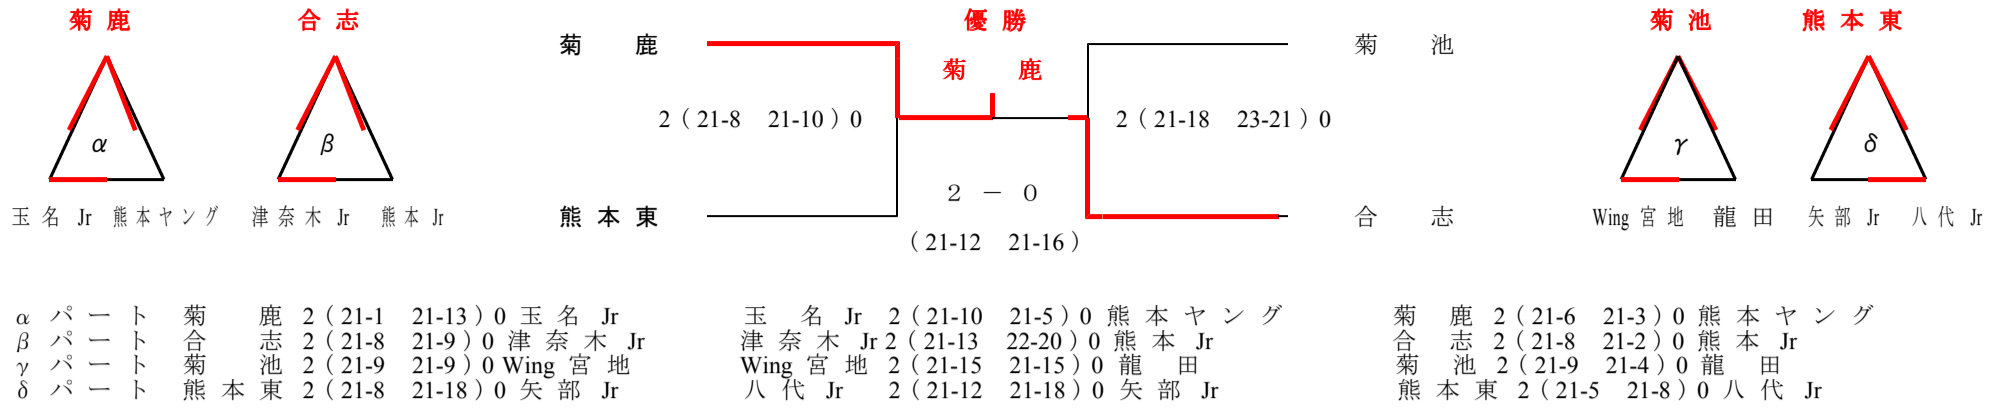 菊鹿 合志 優勝 菊池 熊本東
菊鹿 菊鹿 菊池
2（21-8 21-10）0 2（21-18 23-21）0
α β γ δ
2 － 0
玉名 Jr 熊本ヤング 津奈木 Jr 熊本 Jr 熊本東 合志 Wing 宮地 龍田 矢部 Jr 八代 Jr
（21-12 21-16）
α パート 菊鹿 2（21-1 21-13）0 玉名 Jr 玉名 Jr 2（21-10 21-5）0 熊本ヤング 菊鹿 2（21-6 21-3）0 熊本ヤング
β パート 合志 2（21-8 21-9）0 津奈木 Jr 津奈木 Jr 2（21-13 22-20）0 熊本 Jr 合志 2（21-8 21-2）0 熊本 Jr
γ パート 菊池 2（21-9 21-9）0 Wing 宮地 Wing 宮地 2（21-15 21-15）0 龍田 菊池 2（21-9 21-4）0 龍田
δ パート 熊本東 2（21-8 21-18）0 矢部 Jr 八代 Jr 2（21-12 21-18）0 矢部 Jr 熊本東 2（21-5 21-8）0 八代 Jr